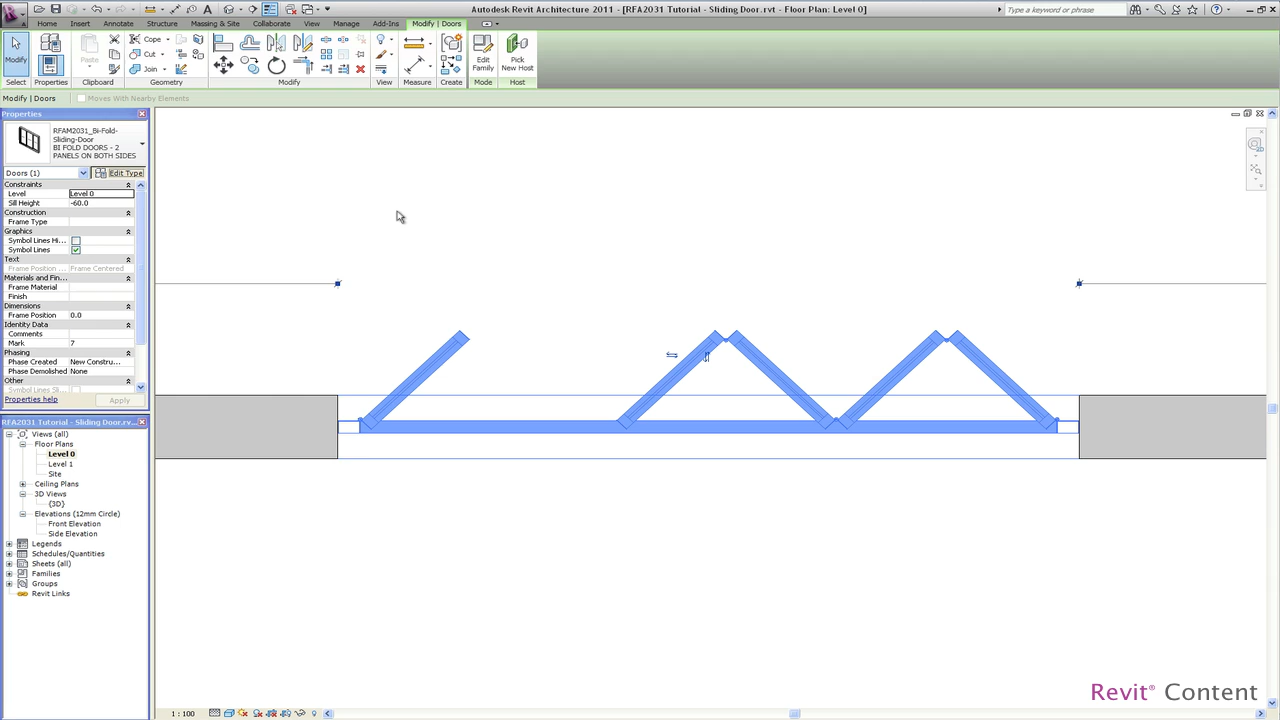 Autodesk Revit Architecture 2011 - [RFA2031 Tutorial - Sliding Door.rvt - Floor Plan: Level 0]
Type a keyword or phrase
Home Insert Annotate Structure Massing & Site Collaborate View Manage Add-Ins Modify | Doors
Modify
Paste
Cope
Cut
Join
Edit
Family
Pick
New Host
Select Properties Clipboard Geometry Modify View Measure Create Mode Host
Modify | Doors Moves With Nearby Elements
Properties
RFAM2031_Bi-Fold-
Sliding-Door
BI FOLD DOORS - 2
PANELS ON BOTH SIDES
Doors (1) Edit Type
Constraints
Level Level 0
Sill Height -60.0
Construction
Frame Type
Graphics
Symbol Lines Hi...
Symbol Lines
Text
Frame Position ... Frame Centered
Materials and Fin...
Frame Material
Finish
Dimensions
Frame Position 0.0
Identity Data
Comments
Mark 7
Phasing
Phase Created New Constru...
Phase Demolished None
Other
Symbol Lines Sl...
Properties help Apply
RFA2031 Tutorial - Sliding Door.rv...
Views (all)
Floor Plans
Level 0
Level 1
Site
Ceiling Plans
3D Views
{3D}
Elevations (12mm Circle)
Front Elevation
Side Elevation
Legends
Schedules/Quantities
Sheets (all)
Families
Groups
Revit Links
1 : 100
Revit® Content